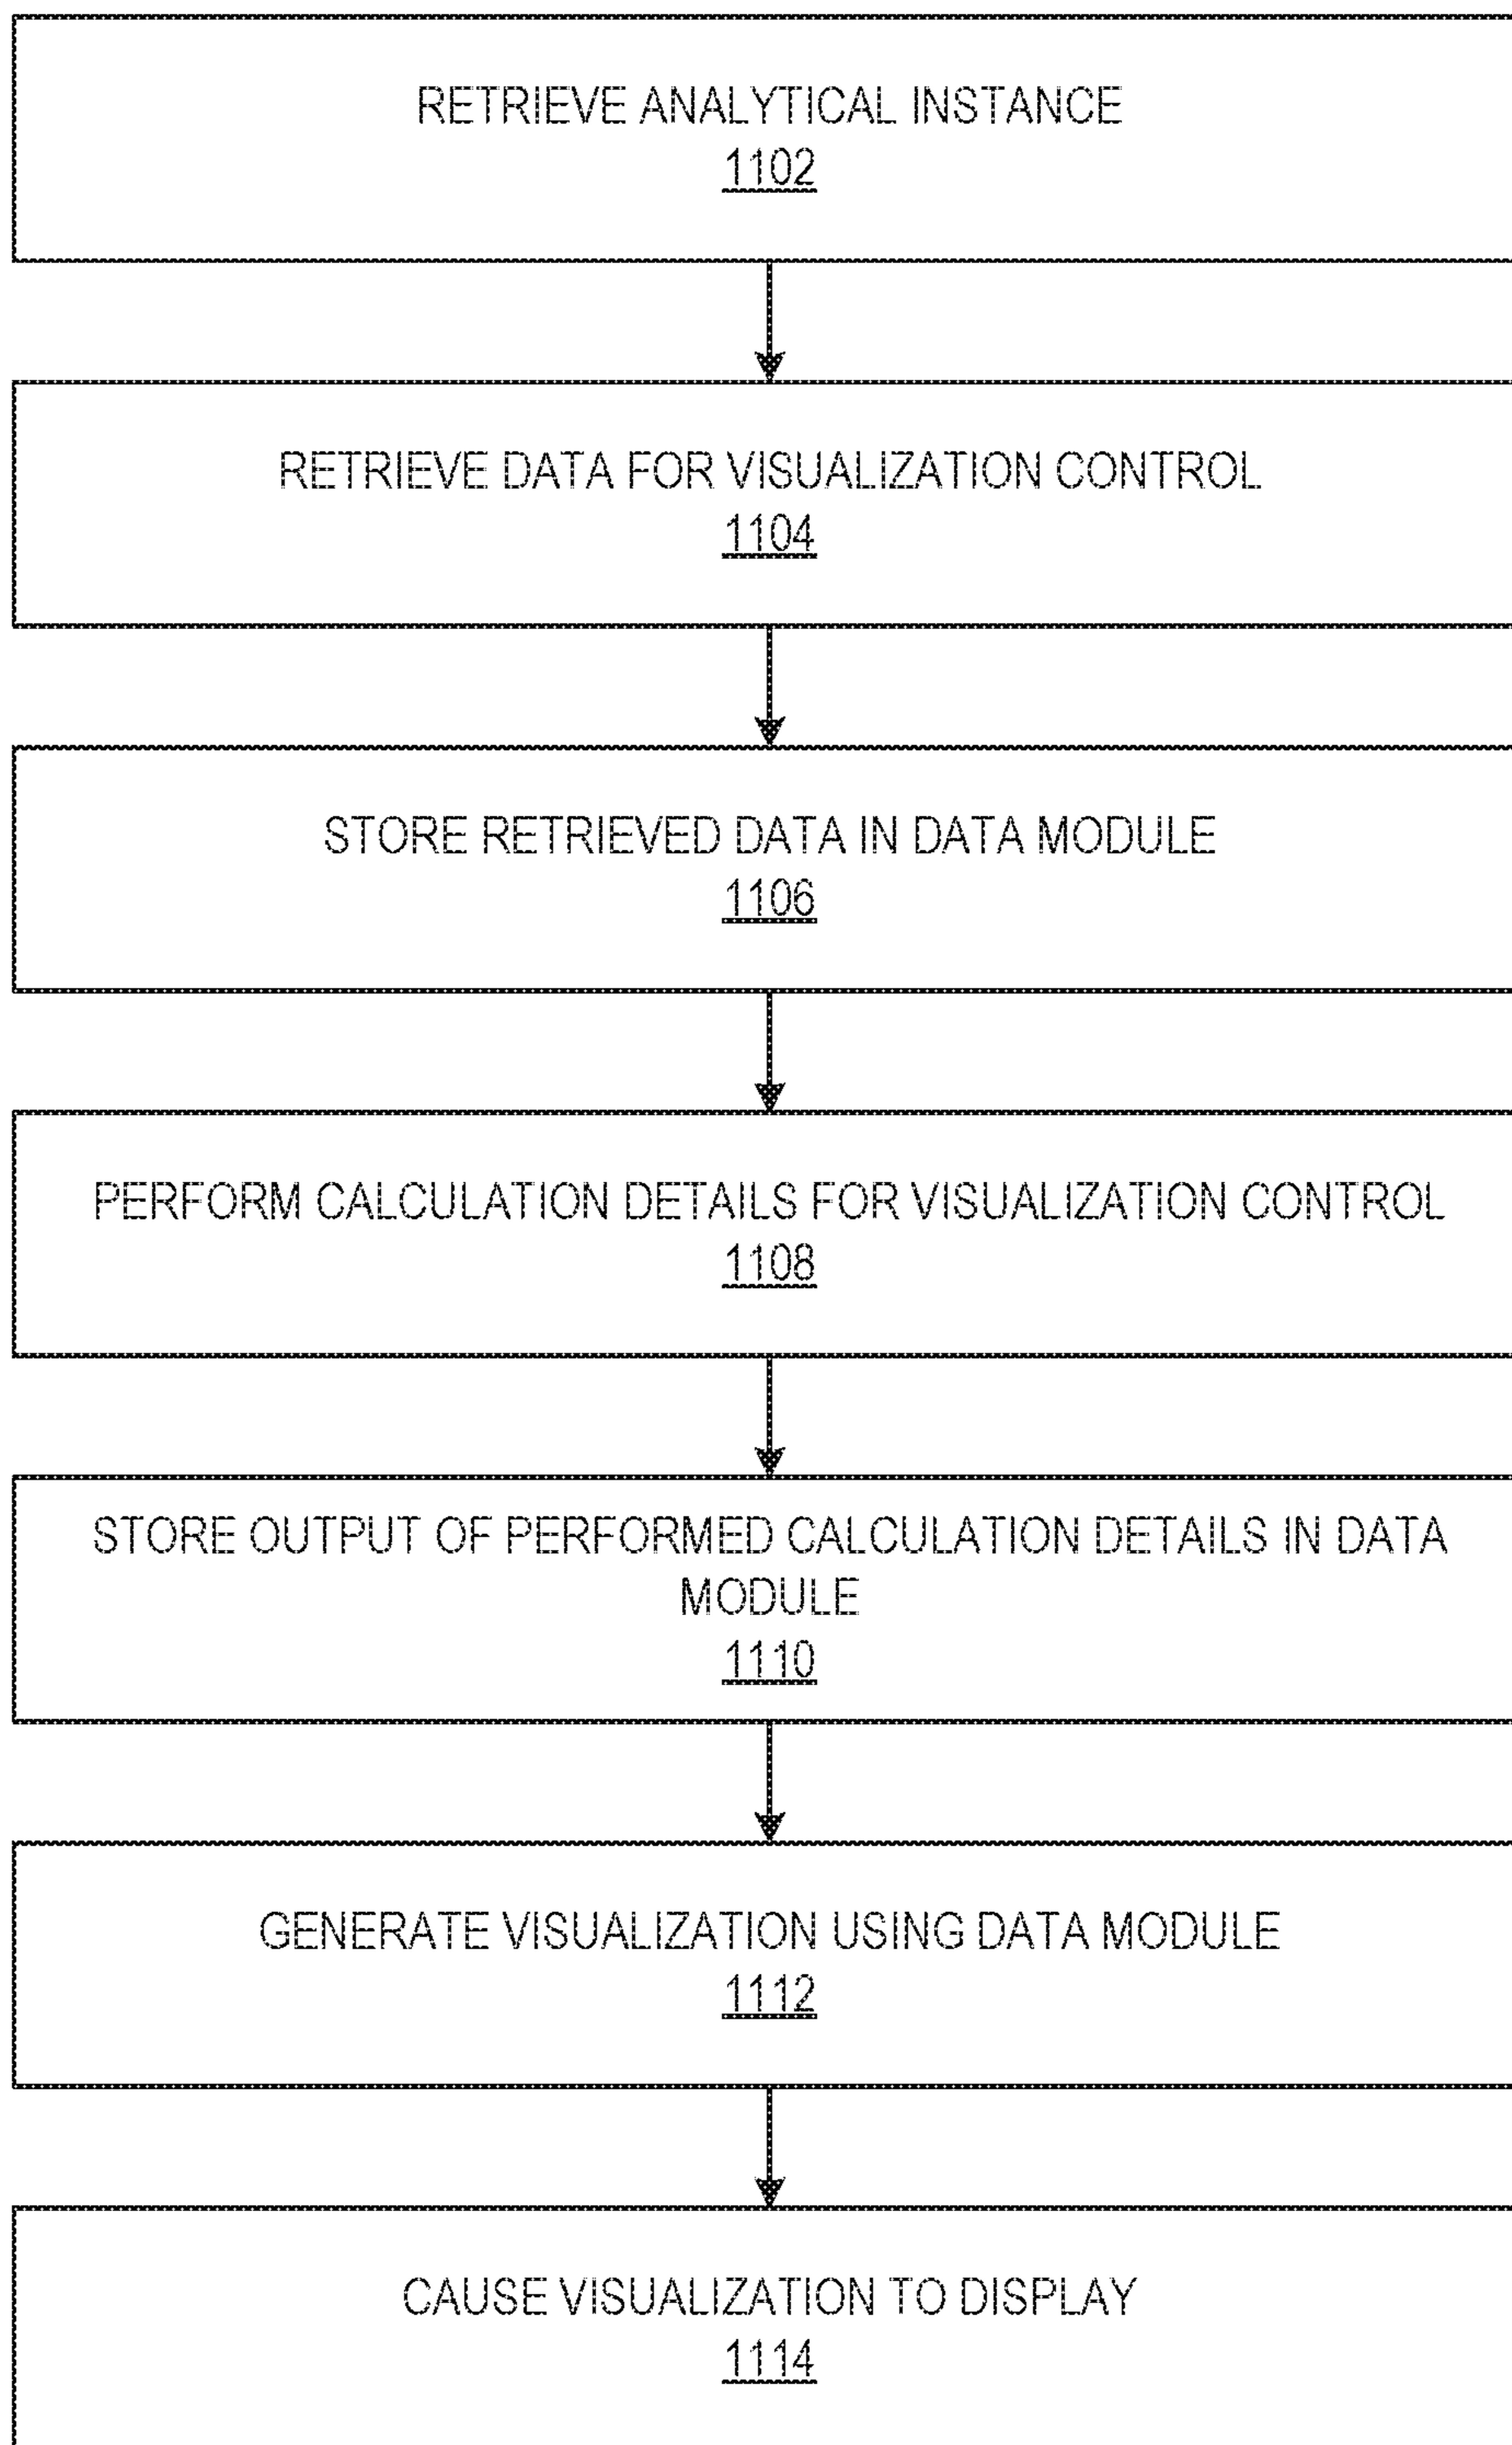 RETRIEVE ANALYTICAL INSTANCE
1102
RETRIEVE DATA FOR VISUALIZATION CONTROL
1104
STORE RETRIEVED DATA IN DATA MODULE
1106
PERFORM CALCULATION DETAILS FOR VISUALIZATION CONTROL
1108
STORE OUTPUT OF PERFORMED CALCULATION DETAILS IN DATA
MODULE
1110
GENERATE VISUALIZATION USING DATA MODULE
1112
CAUSE VISUALIZATION TO DISPLAY
1114